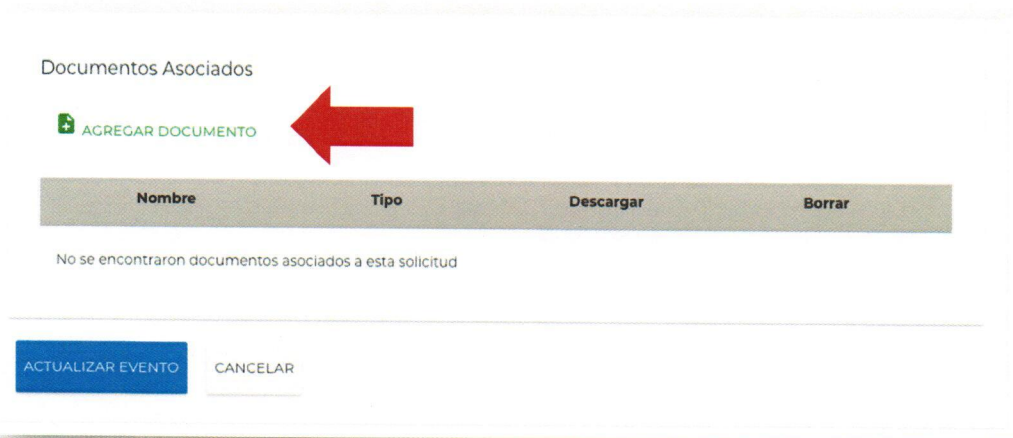 Documentos Asociados
AGREGAR DOCUMENTO
Nombre Tipo Descargar Borrar
No se encontraron documentos asociados a esta solicitud
ACTUALIZAR EVENTO CANCELAR